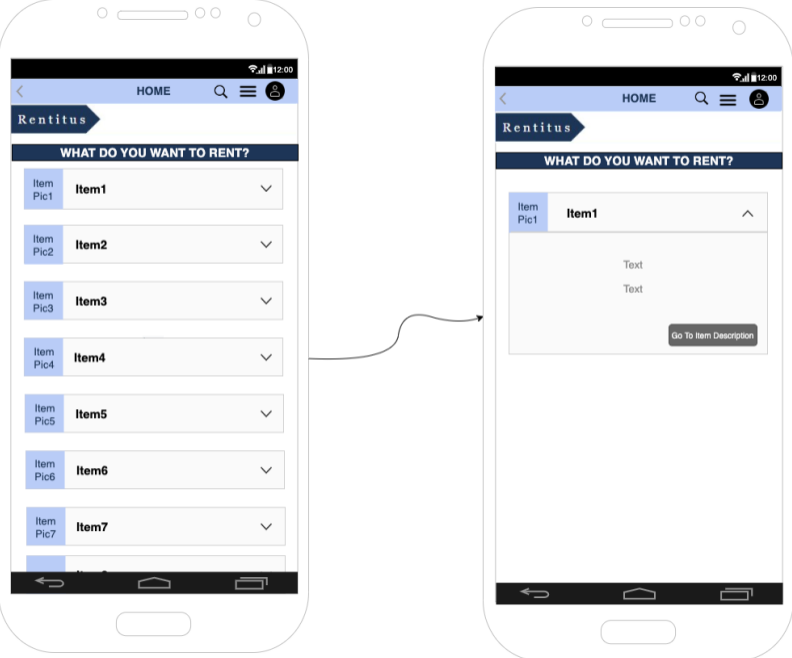 12:00
HOME
Rentitus
WHAT DO YOU WANT TO RENT?
Item
Pic1
Item1
Item
Pic2
Item2
Item
Pic3
Item3
Item
Pic4
Item4
Item
Pic5
Item5
Item
Pic6
Item6
Item
Pic7
Item7
12:00
HOME
Rentitus
WHAT DO YOU WANT TO RENT?
Item
Pic1
Item1
Text
Text
Go To Item Description